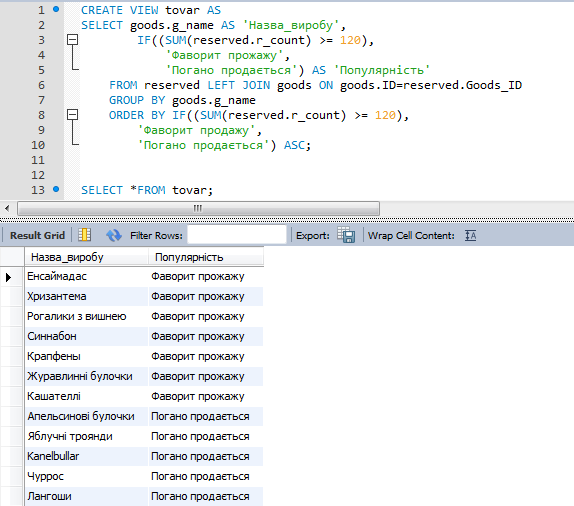 1 CREATE VIEW tovar AS
2 SELECT goods.g_name AS 'Назва_виробу',
3 IF((SUM(reserved.r_count) >= 120),
4 'Фаворит прожажу',
5 'Погано продається') AS 'Популярність'
6 FROM reserved LEFT JOIN goods ON goods.ID=reserved.Goods_ID
7 GROUP BY goods.g_name
8 ORDER BY IF((SUM(reserved.r_count) >= 120),
9 'Фаворит продажу',
10 'Погано продається') ASC;
11
12
13 SELECT *FROM tovar;
Result Grid Filter Rows: Export: Wrap Cell Content:
Назва_виробу Популярність
Енсаймадас Фаворит прожажу
Хризантема Фаворит прожажу
Рогалики з вишнею Фаворит прожажу
Синнабон Фаворит прожажу
Крапфены Фаворит прожажу
Журавлинні булочки Фаворит прожажу
Кашателлі Фаворит прожажу
Апельсинові булочки Погано продається
Яблучні троянди Погано продається
Kanelbullar Погано продається
Чуррос Погано продається
Лангоши Погано продається